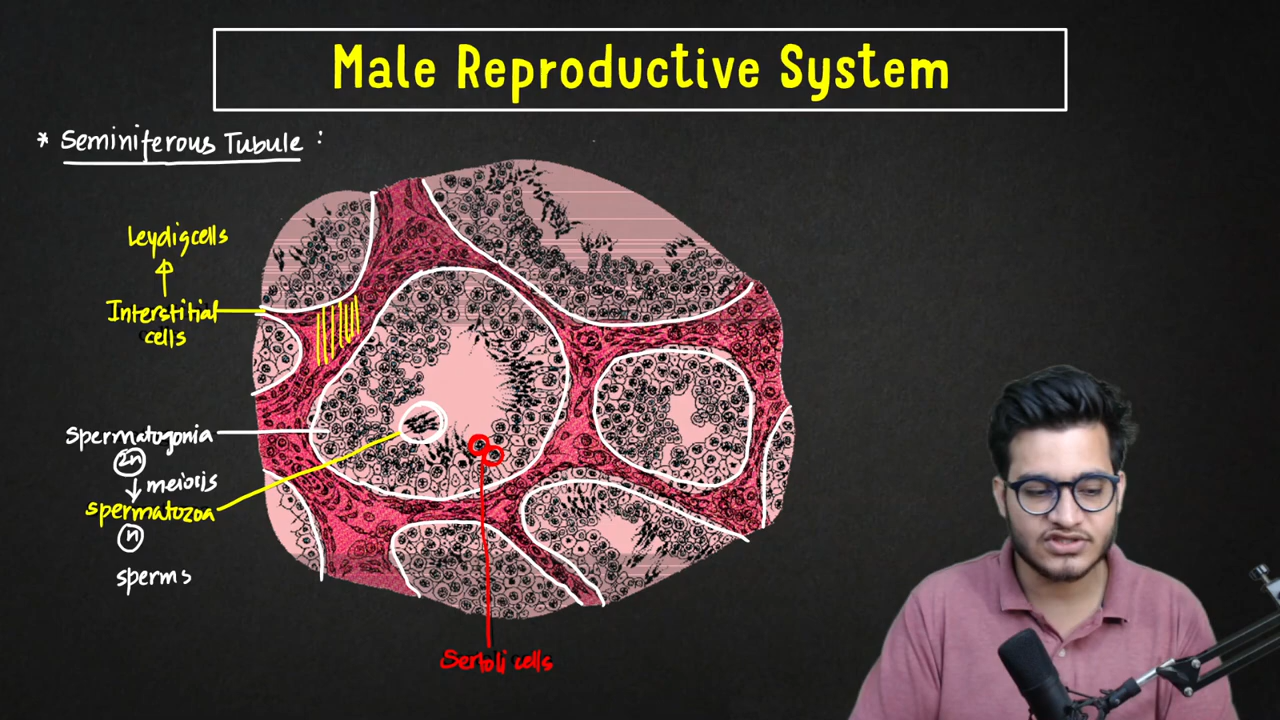 Male Reproductive System
* Seminiferous Tubule :
Leydigcells
Interstitial
cells
Spermatogonia
2n
meiosis
spermatozoa
n
sperms
Sertoli cells